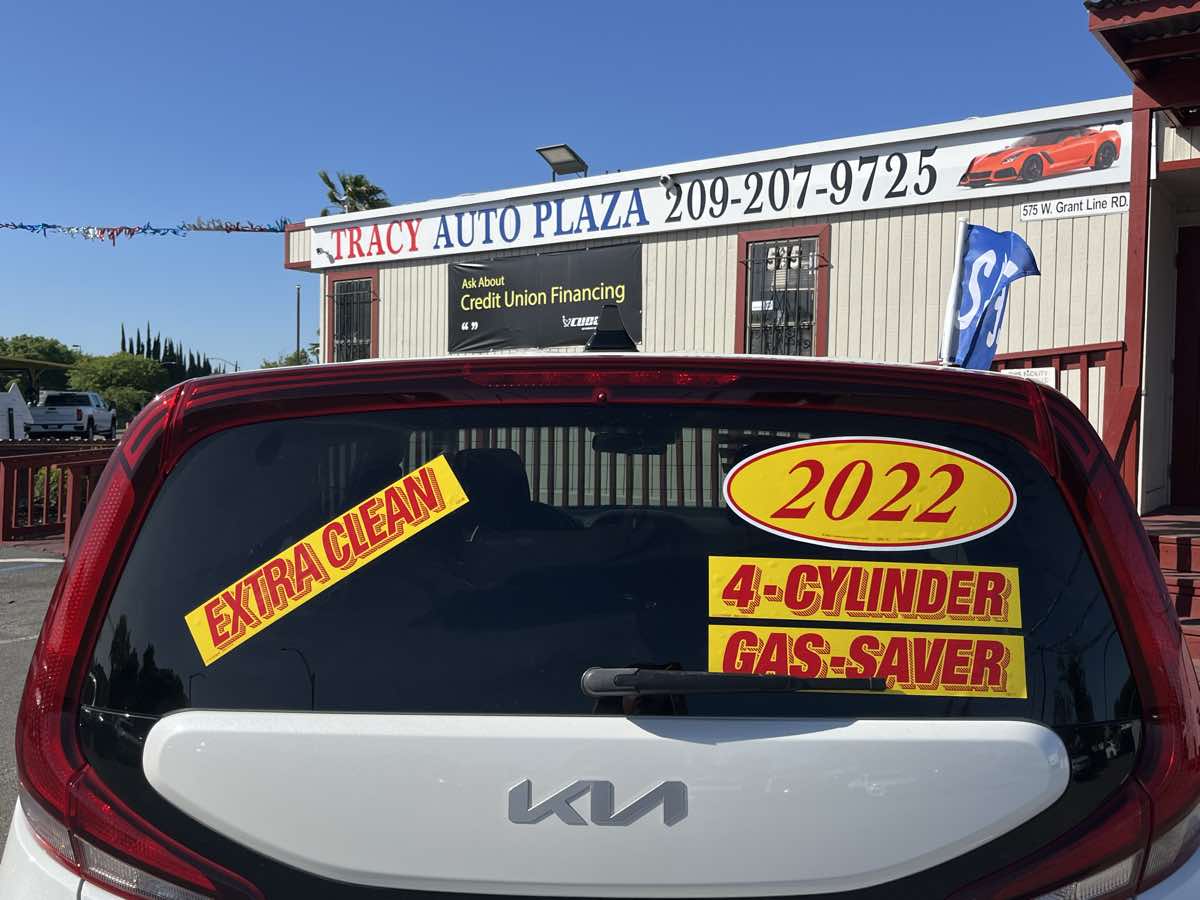 TRACY AUTO PLAZA 209-207-9725
575 W. Grant Line RD.
Ask About
Credit Union Financing
575
EXTRA CLEAN
2022
4-CYLINDER
GAS-SAVER
KIA